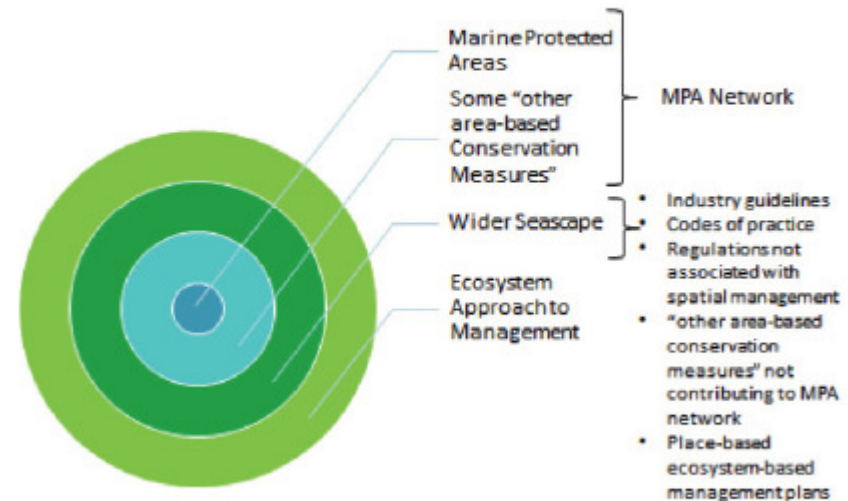 Marine Protected
Areas
Some “other
area-based
Conservation
Measures”
MPA Network
Wider Seascape
Ecosystem
Approach to
Management
• Industry guidelines
• Codes of practice
• Regulations not
associated with
spatial management
• “other area-based
conservation
measures” not
contributing to MPA
network
• Place-based
ecosystem-based
management plans